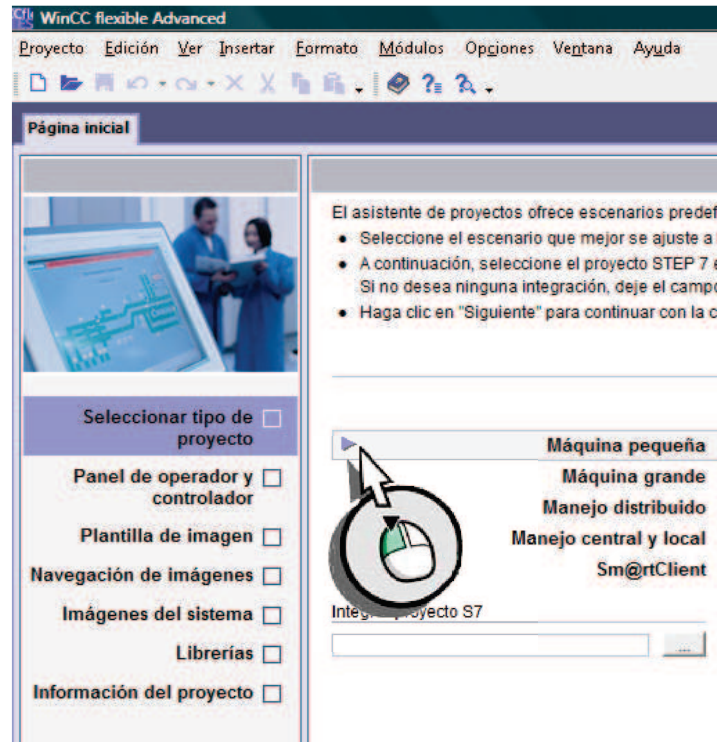 WinCC flexible Advanced
Proyecto Edición Ver Insertar Formato Módulos Opciones Ventana Ayuda
Página inicial
El asistente de proyectos ofrece escenarios
Seleccione el escenario que mejor se ajuste a
A continuación, seleccione el proyecto STEP 7
Si no desea ninguna integración, deje el
Haga clic en "Siguiente" para continuar con la
Seleccionar tipo de
proyecto
Panel de operador y
controlador
Plantilla de imagen
Navegación de imágenes
Imágenes del sistema
Librerías
Información del proyecto
Máquina pequeña
Máquina grande
Manejo distribuido
Manejo central y local
Sm@rtClient
S7
...